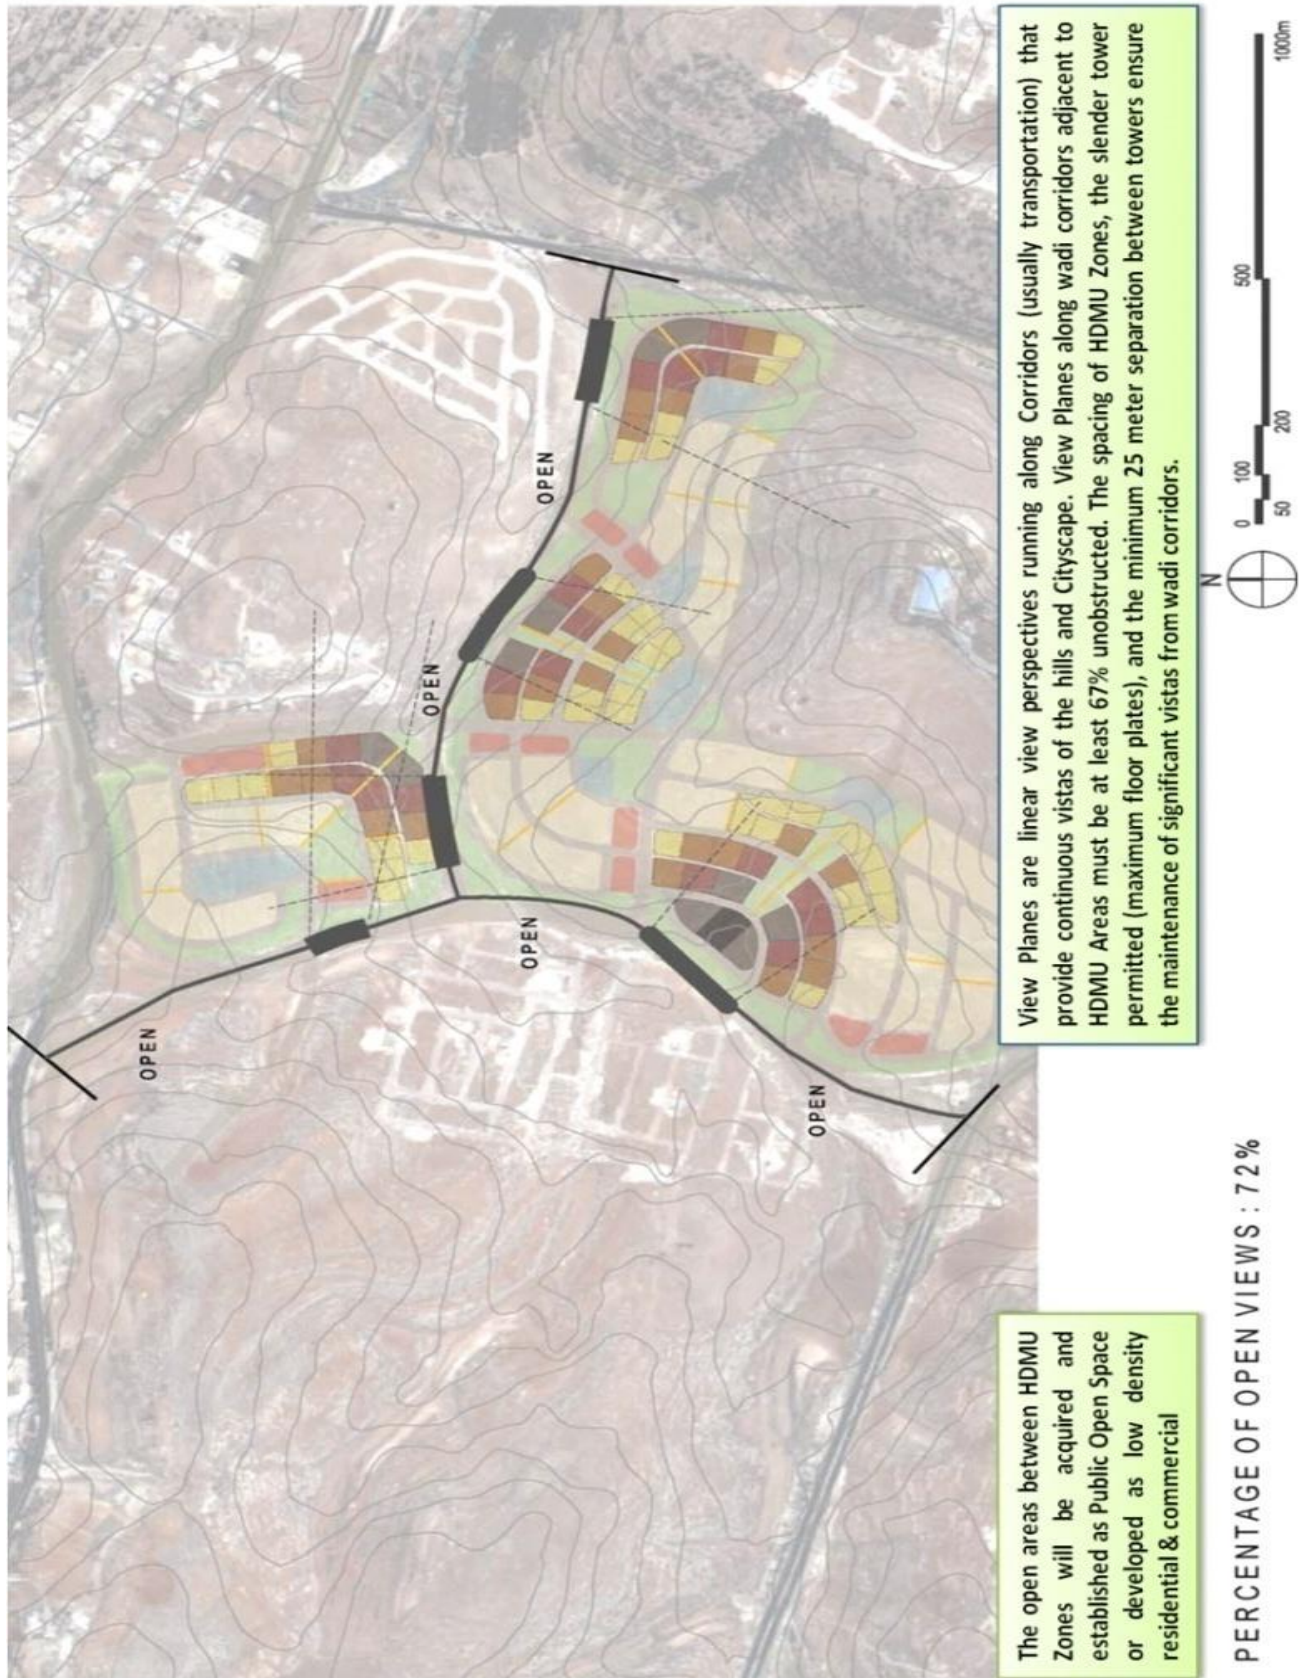 OPEN
OPEN
OPEN
OPEN
OPEN
The open areas between HDMU
Zones will be acquired and
established as Public Open Space
or developed as low density
residential & commercial
View Planes are linear view perspectives running along Corridors (usually transportation) that
provide continuous vistas of the hills and Cityscape. View Planes along wadi corridors adjacent to
HDMU Areas must be at least 67% unobstructed. The spacing of HDMU Zones, the slender tower
permitted (maximum floor plates), and the minimum 25 meter separation between towers ensure
the maintenance of significant vistas from wadi corridors.
PERCENTAGE OF OPEN VIEWS : 72%
N
0 100 200 500 1000m
50